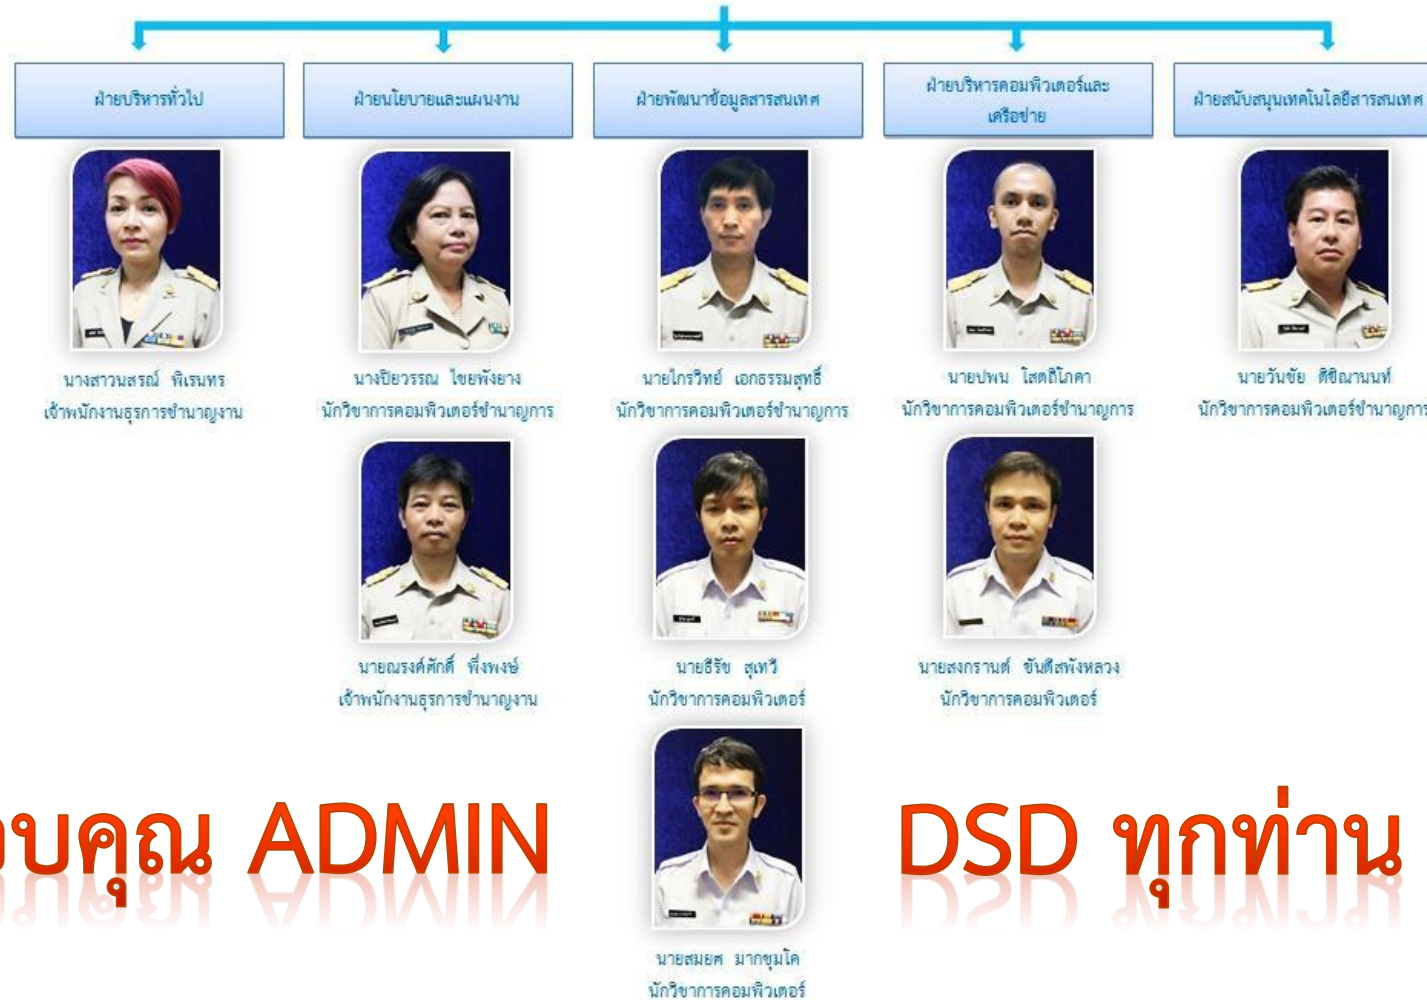 ฝ่ายบริหารทั่วไป
ฝ่ายนโยบายและแผนงาน
ฝ่ายพัฒนาข้อมูลสารสนเทศ
ฝ่ายบริหารคอมพิวเตอร์และ
เครือข่าย
ฝ่ายสนับสนุนเทคโนโลยีสารสนเทศ
นางสาวนสรณ์ พิเรนทร
เจ้าพนักงานธุรการชำนาญงาน
นางปิยวรรณ ไชยพังยาง
นักวิชาการคอมพิวเตอร์ชำนาญการ
นายไกรวิทย์ เอกธรรมสุทธิ์
นักวิชาการคอมพิวเตอร์ชำนาญการ
นายปพน โสตถิโภคา
นักวิชาการคอมพิวเตอร์ชำนาญการ
นายวันชัย ติขิณานนท์
นักวิชาการคอมพิวเตอร์ชำนาญการ
นายณรงค์ศักดิ์ พึ่งพงษ์
เจ้าพนักงานธุรการชำนาญงาน
นายธีรัช สุเทวี
นักวิชาการคอมพิวเตอร์
นายสงกรานต์ ขันตีสพังหลวง
นักวิชาการคอมพิวเตอร์
อบคุณ ADMIN DSD ทุกท่าน
นายสมยศ มากขุมโค
นักวิชาการคอมพิวเตอร์